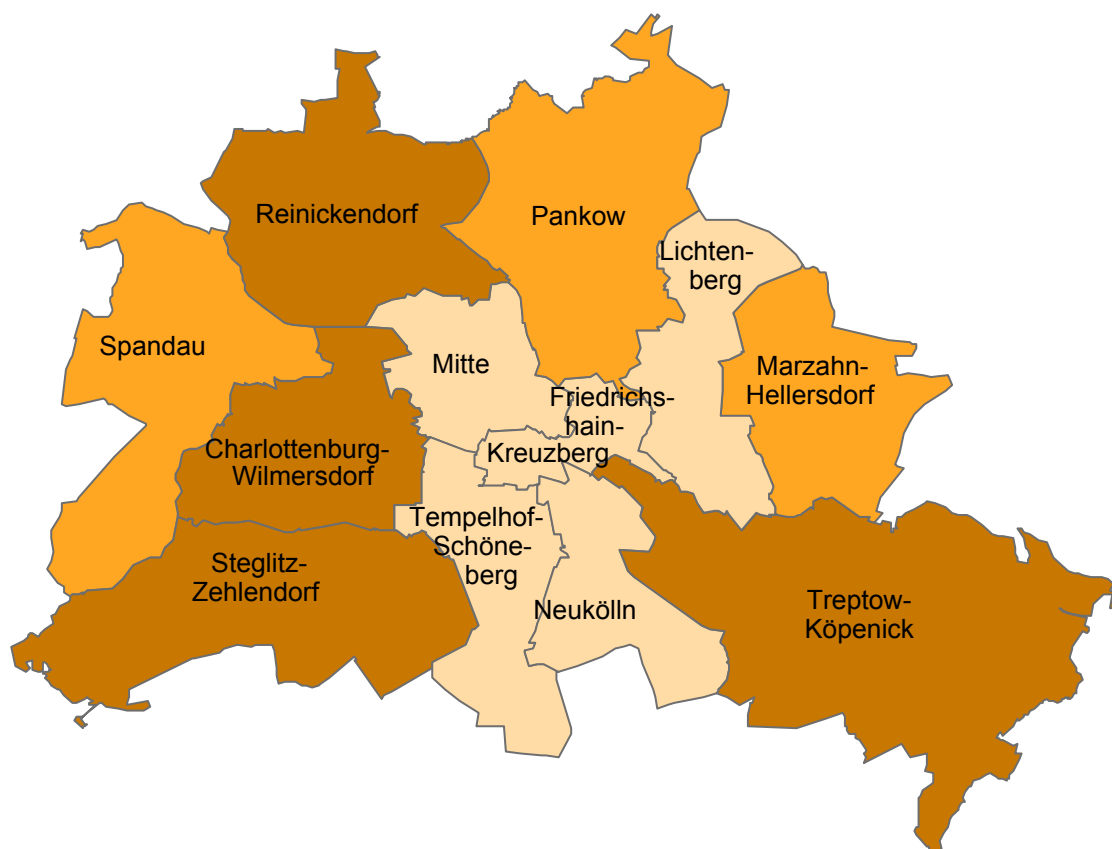 Reinickendorf
Pankow
Lichten-
berg
Spandau
Mitte
Marzahn-
Hellersdorf
Friedrichs-
hain-
Kreuzberg
Charlottenburg-
Wilmersdorf
Tempelhof-
Schöne-
berg
Steglitz-
Zehlendorf
Neukölln
Treptow-
Köpenick